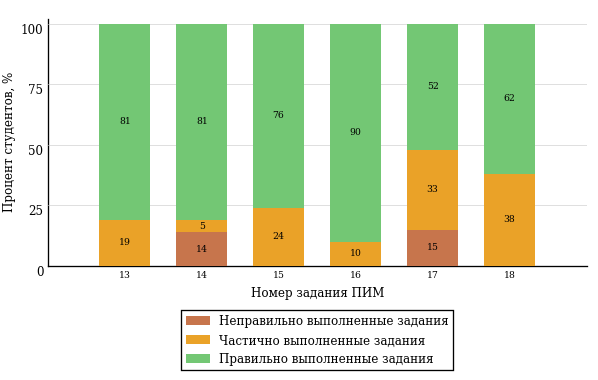 100
75
50
25
0
Процент студентов, %
81 81 76 90 52 62
19 5 24 10 33 38
14 15
13 14 15 16 17 18
Номер задания ПИМ
Неправильно выполненные задания
Частично выполненные задания
Правильно выполненные задания